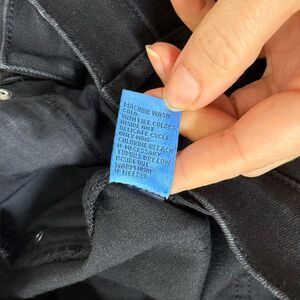 MACHINE WASH
COLD
WITH LIKE COLORS
INSIDE OUT
DELICATE CYCLE
ONLY NON-
CHLORINE BLEACH
IF NECESSARY
TUMBLE DRY LOW
INSIDE OUT
WARM IRON
IF NEEDED